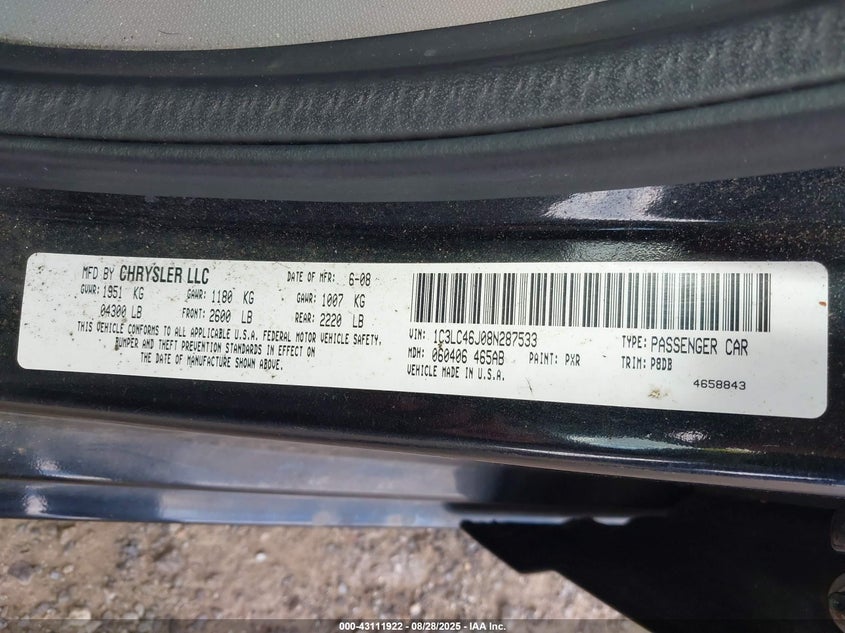 MFD BY CHRYSLER LLC DATE OF MFR: 6-08
GVWR: 1951 KG GAWR: 1180 KG GAWR: 1007 KG
04300 LB FRONT: 2600 LB REAR: 2220 LB
THIS VEHICLE CONFORMS TO ALL APPLICABLE U.S.A. FEDERAL MOTOR VEHICLE SAFETY,
BUMPER AND THEFT PREVENTION STANDARDS IN EFFECT ON
THE DATE OF MANUFACTURE SHOWN ABOVE.
VIN: 1C3LC46J08N287533 TYPE: PASSENGER CAR
MDH: 060406 465AB PAINT: PXR TRIM: P8DB
VEHICLE MADE IN U.S.A. 4658843
000-43111922 | 08/28/2025 | IAA Inc.